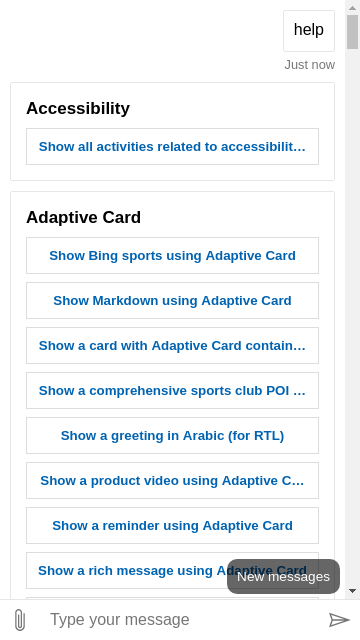 help
Just now
Accessibility
Show all activities related to accessibilit…
Adaptive Card
Show Bing sports using Adaptive Card
Show Markdown using Adaptive Card
Show a card with Adaptive Card contain…
Show a comprehensive sports club POI …
Show a greeting in Arabic (for RTL)
Show a product video using Adaptive C…
Show a reminder using Adaptive Card
Show a rich message using Adaptive Card
New messages
Type your message